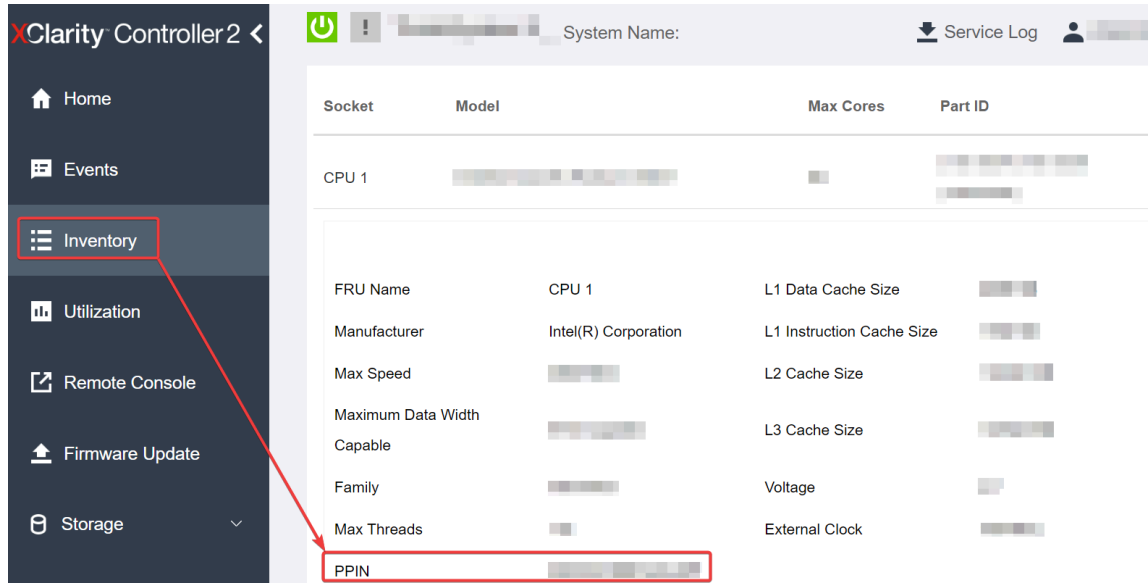 XClarity Controller 2
Home
Events
Inventory
Utilization
Remote Console
Firmware Update
Storage
System Name:
Service Log
Socket Model Max Cores Part ID
CPU 1
FRU Name CPU 1 L1 Data Cache Size
Manufacturer Intel(R) Corporation L1 Instruction Cache Size
Max Speed L2 Cache Size
Maximum Data Width
Capable L3 Cache Size
Family Voltage
Max Threads External Clock
PPIN